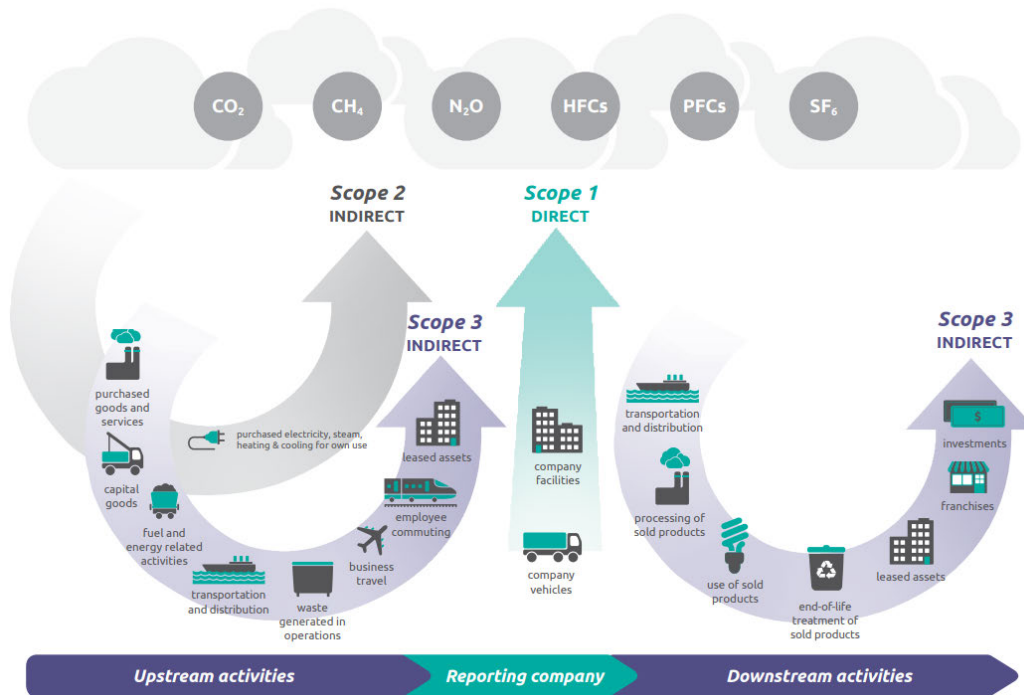 CO₂
CH₄
N₂O
HFCs
PFCs
SF₆
Scope 2
INDIRECT
Scope 1
DIRECT
Scope 3
INDIRECT
Scope 3
INDIRECT
purchased
goods and
services
capital
goods
fuel and
energy related
activities
purchased electricity, steam,
heating & cooling for own use
transportation
and distribution
waste
generated in
operations
business
travel
employee
commuting
leased assets
company
facilities
company
vehicles
transportation
and distribution
processing of
sold products
use of sold
products
end-of-life
treatment of
sold products
leased assets
franchises
investments
$
Upstream activities
Reporting company
Downstream activities